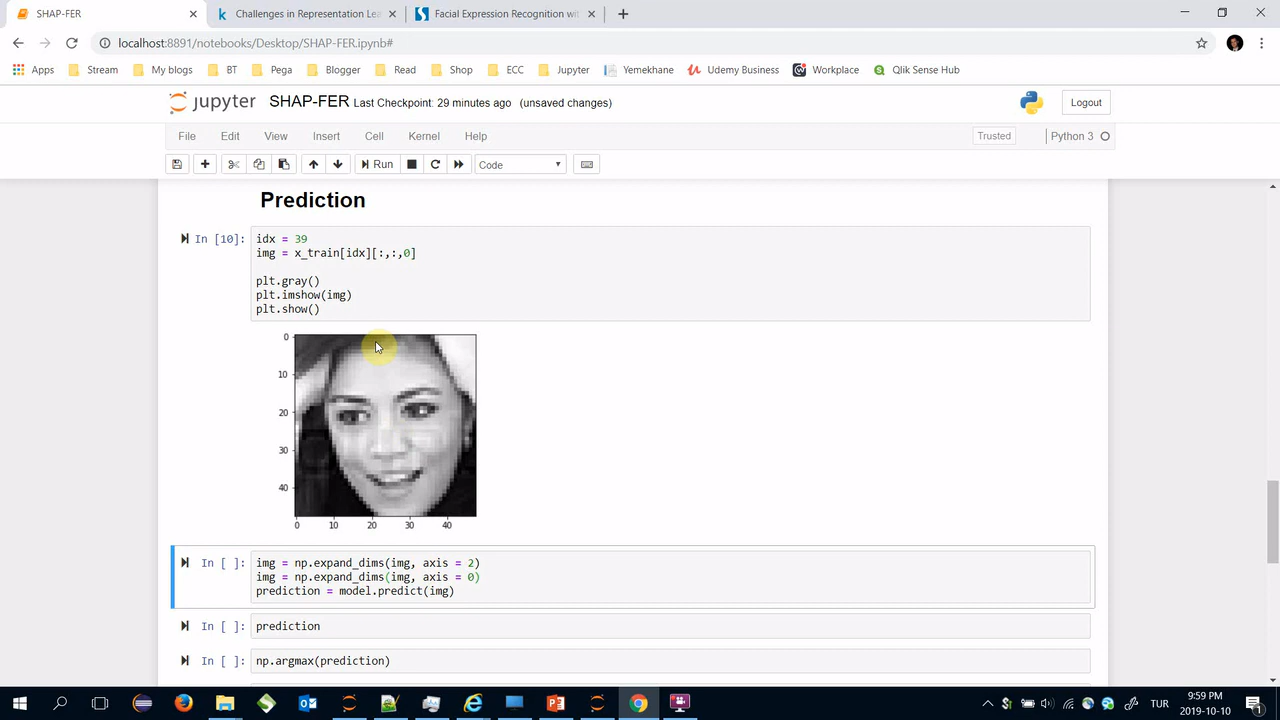 SHAP-FER
Challenges in Representation Lea
Facial Expression Recognition wit
localhost:8891/notebooks/Desktop/SHAP-FER.ipynb#
Apps Stream My blogs BT Pega Blogger Read Shop ECC Jupyter Yemekhane Udemy Business Workplace Qlik Sense Hub
jupyter SHAP-FER Last Checkpoint: 29 minutes ago (unsaved changes) Logout
File Edit View Insert Cell Kernel Help Trusted Python 3
Run Code
Prediction
In [10]: idx = 39
img = x_train[idx][:,:,0]
plt.gray()
plt.imshow(img)
plt.show()
0
10
20
30
40
0 10 20 30 40
In [ ]: img = np.expand_dims(img, axis = 2)
img = np.expand_dims(img, axis = 0)
prediction = model.predict(img)
In [ ]: prediction
In [ ]: np.argmax(prediction)
TUR
9:59 PM
2019-10-10
1